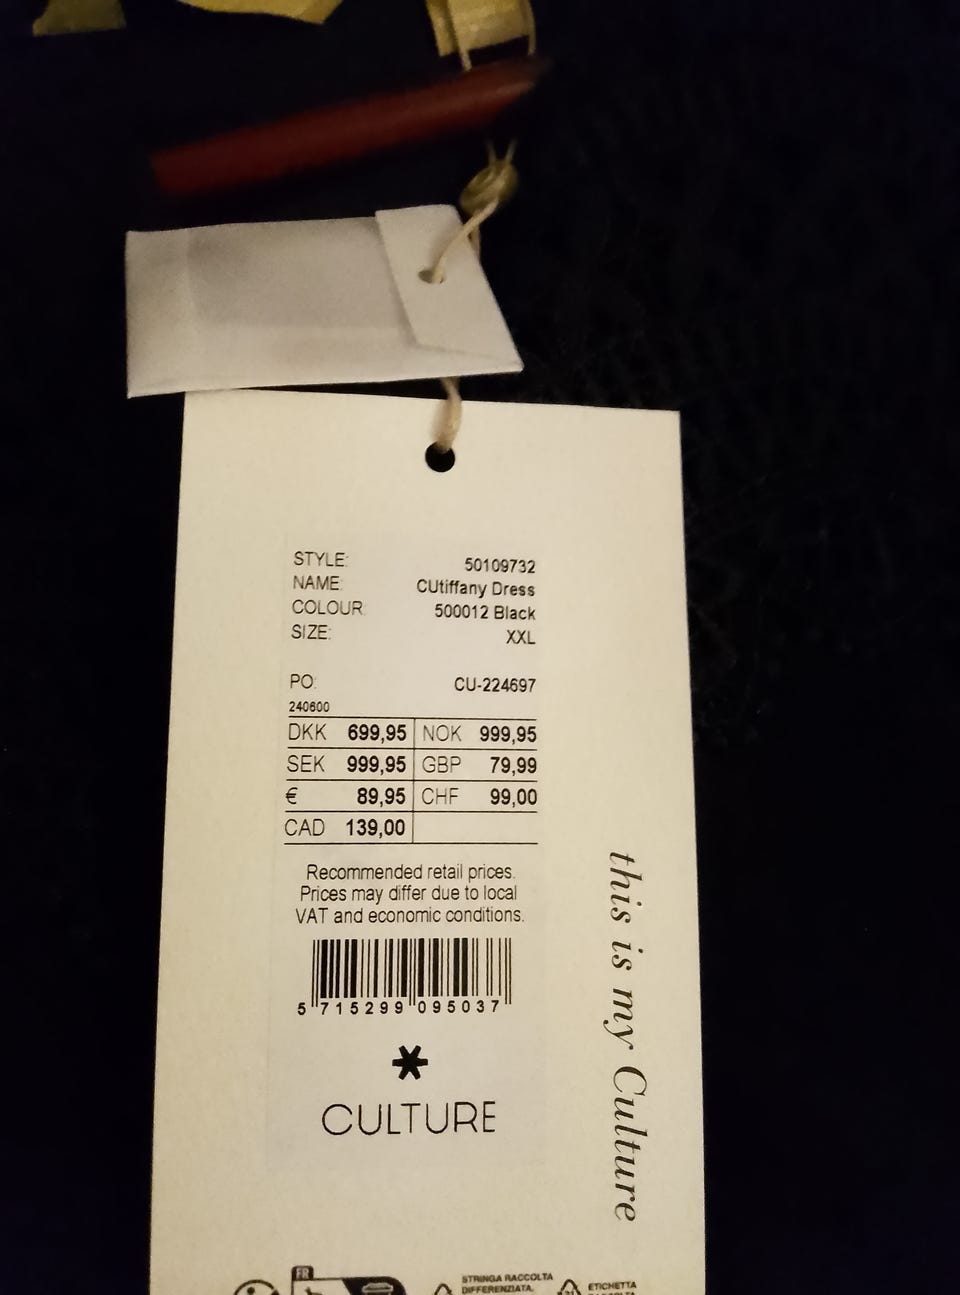 STYLE: 50109732
NAME: CUtiffany Dress
COLOUR: 500012 Black
SIZE: XXL
PO: CU-224697
240600
DKK 699,95 NOK 999,95
SEK 999,95 GBP 79,99
€ 89,95 CHF 99,00
CAD 139,00
Recommended retail prices.
Prices may differ due to local
VAT and economic conditions.
5 715299 095037
CULTURE
this is my Culture
FR
STRINGA RACCOLTA
DIFFERENZIATA.
ETICHETTA